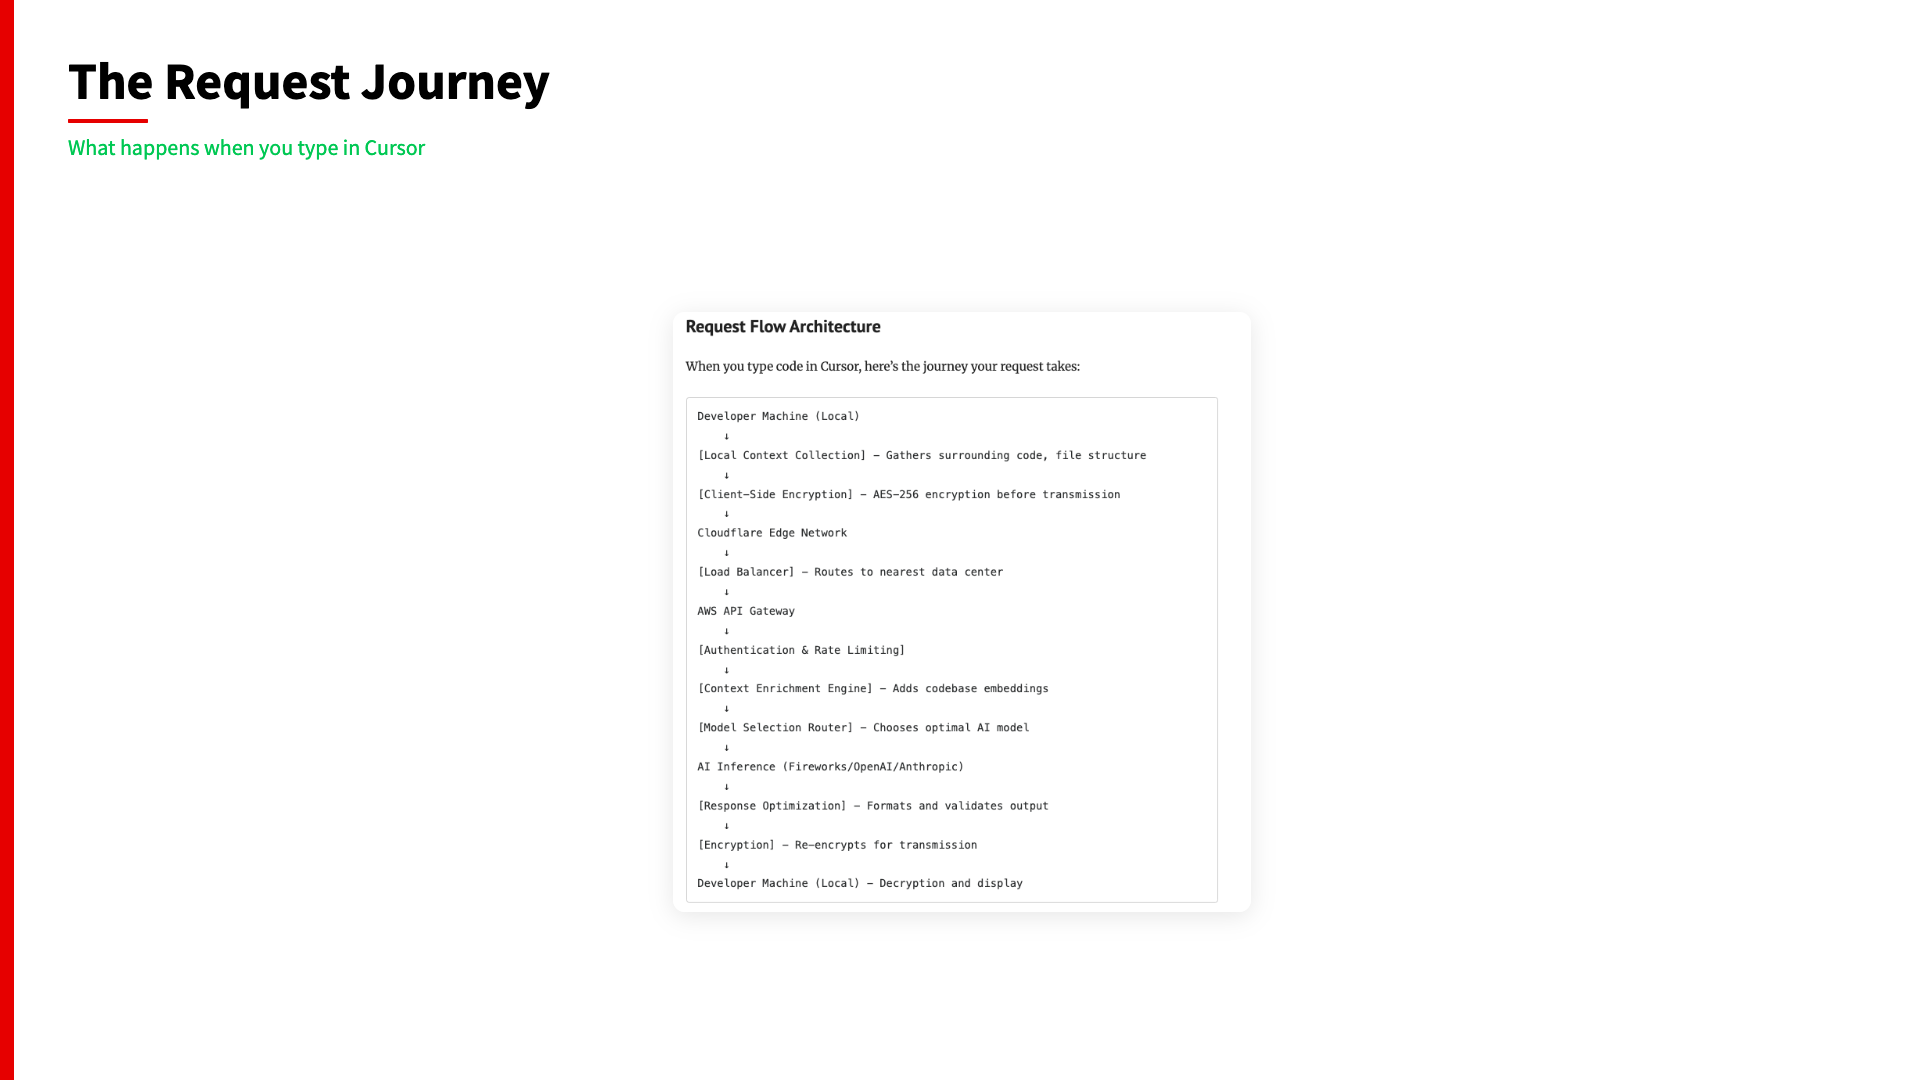 The Request Journey
What happens when you type in Cursor
Request Flow Architecture
When you type code in Cursor, here's the journey your request takes:
Developer Machine (Local)
↓
[Local Context Collection] – Gathers surrounding code, file structure
↓
[Client–Side Encryption] – AES–256 encryption before transmission
↓
Cloudflare Edge Network
↓
[Load Balancer] – Routes to nearest data center
↓
AWS API Gateway
↓
[Authentication & Rate Limiting]
↓
[Context Enrichment Engine] – Adds codebase embeddings
↓
[Model Selection Router] – Chooses optimal AI model
↓
AI Inference (Fireworks/OpenAI/Anthropic)
↓
[Response Optimization] – Formats and validates output
↓
[Encryption] – Re–encrypts for transmission
↓
Developer Machine (Local) – Decryption and display